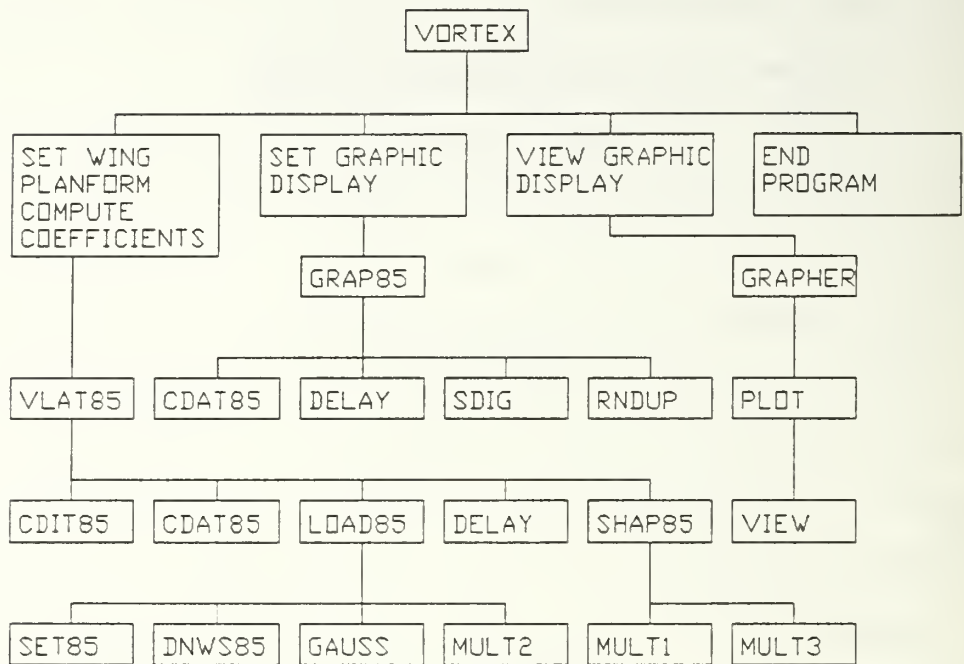 VORTEX
SET WING
PLANFORM
COMPUTE
COEFFICIENTS
SET GRAPHIC
DISPLAY
VIEW GRAPHIC
DISPLAY
END
PROGRAM
GRAP85
GRAPHER
VLAT85
CDAT85
DELAY
SDIG
RNDUP
PLOT
CDIT85
CDAT85
LOAD85
DELAY
SHAP85
VIEW
SET85
DNWS85
GAUSS
MULT2
MULT1
MULT3